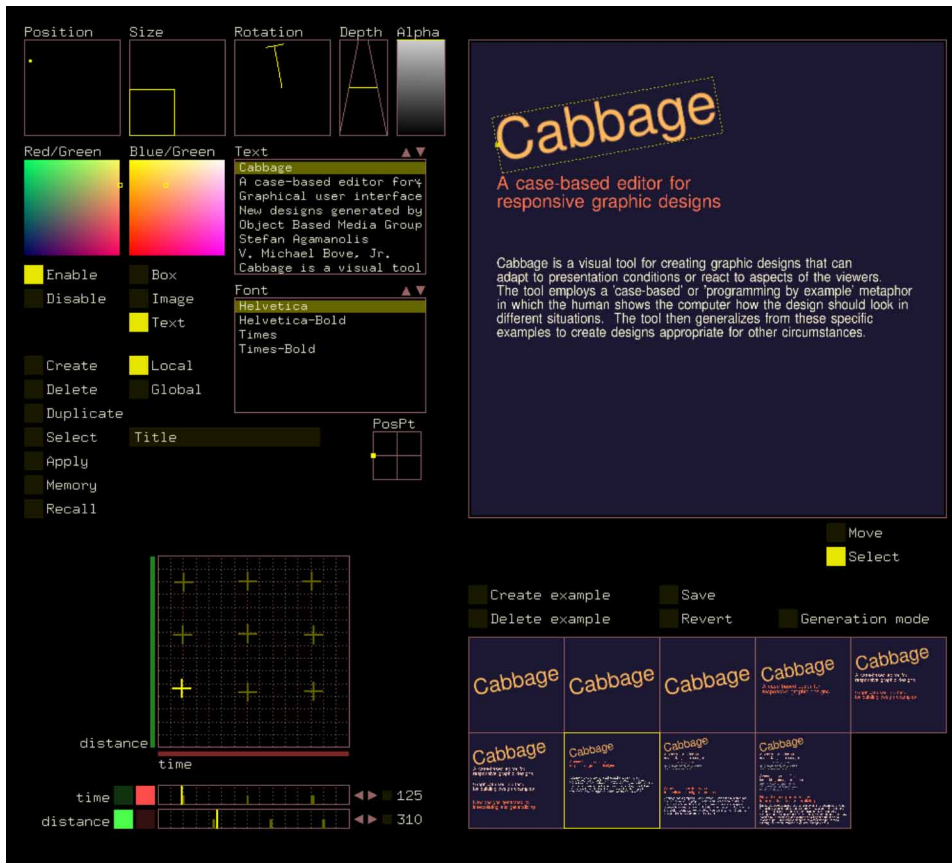 Position Size Rotation Depth Alpha
Red/Green Blue/Green Text
Cabbage
A case-based editor for
Graphical user interface
New designs generated by
Object Based Media Group
Stefan Agamanolis
V. Michael Bove, Jr.
Cabbage is a visual tool
Enable Box
Disable Image
Text
Font
Helvetica
Helvetica-Bold
Times
Times-Bold
Create Local
Delete Global
Duplicate
Select Title
Apply
Memory
Recall
PosPt
distance
time
time 125
distance 310
Cabbage
A case-based editor for
responsive graphic designs
Cabbage is a visual tool for creating graphic designs that can
adapt to presentation conditions or react to aspects of the viewers.
The tool employs a 'case-based' or 'programming by example' metaphor
in which the human shows the computer how the design should look in
different situations. The tool then generalizes from these specific
examples to create designs appropriate for other circumstances.
Move
Select
Create example Save
Delete example Revert Generation mode
Cabbage Cabbage Cabbage Cabbage Cabbage
Cabbage Cabbage Cabbage Cabbage